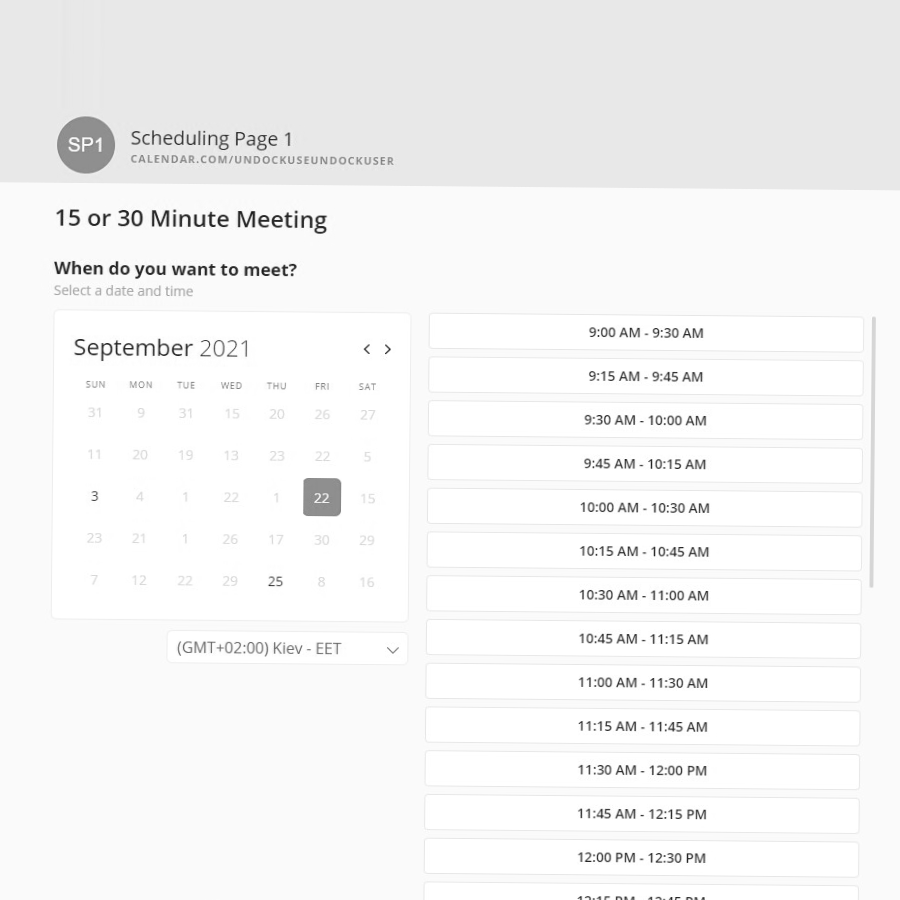 SP1
Scheduling Page 1
CALENDAR.COM/UNDOCKUSEUNDOCKUSER
15 or 30 Minute Meeting
When do you want to meet?
Select a date and time
September 2021
< >
SUN MON TUE WED THU FRI SAT
31 9 31 15 20 26 27
11 20 19 13 23 22 5
3 4 1 22 1 22 15
23 21 1 26 17 30 29
7 12 22 29 25 8 16
(GMT+02:00) Kiev - EET
9:00 AM - 9:30 AM
9:15 AM - 9:45 AM
9:30 AM - 10:00 AM
9:45 AM - 10:15 AM
10:00 AM - 10:30 AM
10:15 AM - 10:45 AM
10:30 AM - 11:00 AM
10:45 AM - 11:15 AM
11:00 AM - 11:30 AM
11:15 AM - 11:45 AM
11:30 AM - 12:00 PM
11:45 AM - 12:15 PM
12:00 PM - 12:30 PM
12:15 PM - 12:45 PM